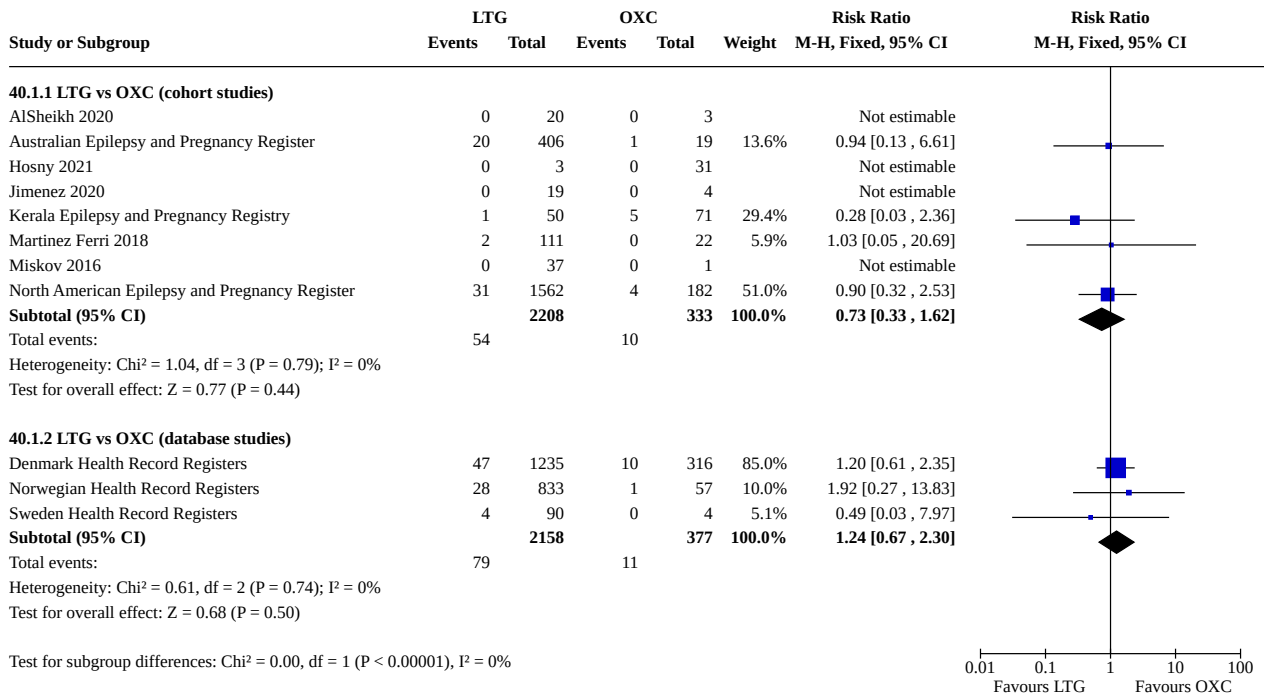 LTG OXC Risk Ratio Risk Ratio
Study or Subgroup Events Total Events Total Weight M-H, Fixed, 95% CI M-H, Fixed, 95% CI
40.1.1 LTG vs OXC (cohort studies)
AlSheikh 2020 0 20 0 3 Not estimable
Australian Epilepsy and Pregnancy Register 20 406 1 19 13.6% 0.94 [0.13 , 6.61]
Hosny 2021 0 3 0 31 Not estimable
Jimenez 2020 0 19 0 4 Not estimable
Kerala Epilepsy and Pregnancy Registry 1 50 5 71 29.4% 0.28 [0.03 , 2.36]
Martinez Ferri 2018 2 111 0 22 5.9% 1.03 [0.05 , 20.69]
Miskov 2016 0 37 0 1 Not estimable
North American Epilepsy and Pregnancy Register 31 1562 4 182 51.0% 0.90 [0.32 , 2.53]
Subtotal (95% CI) 2208 333 100.0% 0.73 [0.33 , 1.62]
Total events: 54 10
Heterogeneity: Chi² = 1.04, df = 3 (P = 0.79); I² = 0%
Test for overall effect: Z = 0.77 (P = 0.44)
40.1.2 LTG vs OXC (database studies)
Denmark Health Record Registers 47 1235 10 316 85.0% 1.20 [0.61 , 2.35]
Norwegian Health Record Registers 28 833 1 57 10.0% 1.92 [0.27 , 13.83]
Sweden Health Record Registers 4 90 0 4 5.1% 0.49 [0.03 , 7.97]
Subtotal (95% CI) 2158 377 100.0% 1.24 [0.67 , 2.30]
Total events: 79 11
Heterogeneity: Chi² = 0.61, df = 2 (P = 0.74); I² = 0%
Test for overall effect: Z = 0.68 (P = 0.50)
Test for subgroup differences: Chi² = 0.00, df = 1 (P < 0.00001), I² = 0%
0.01 0.1 1 10 100
Favours LTG Favours OXC